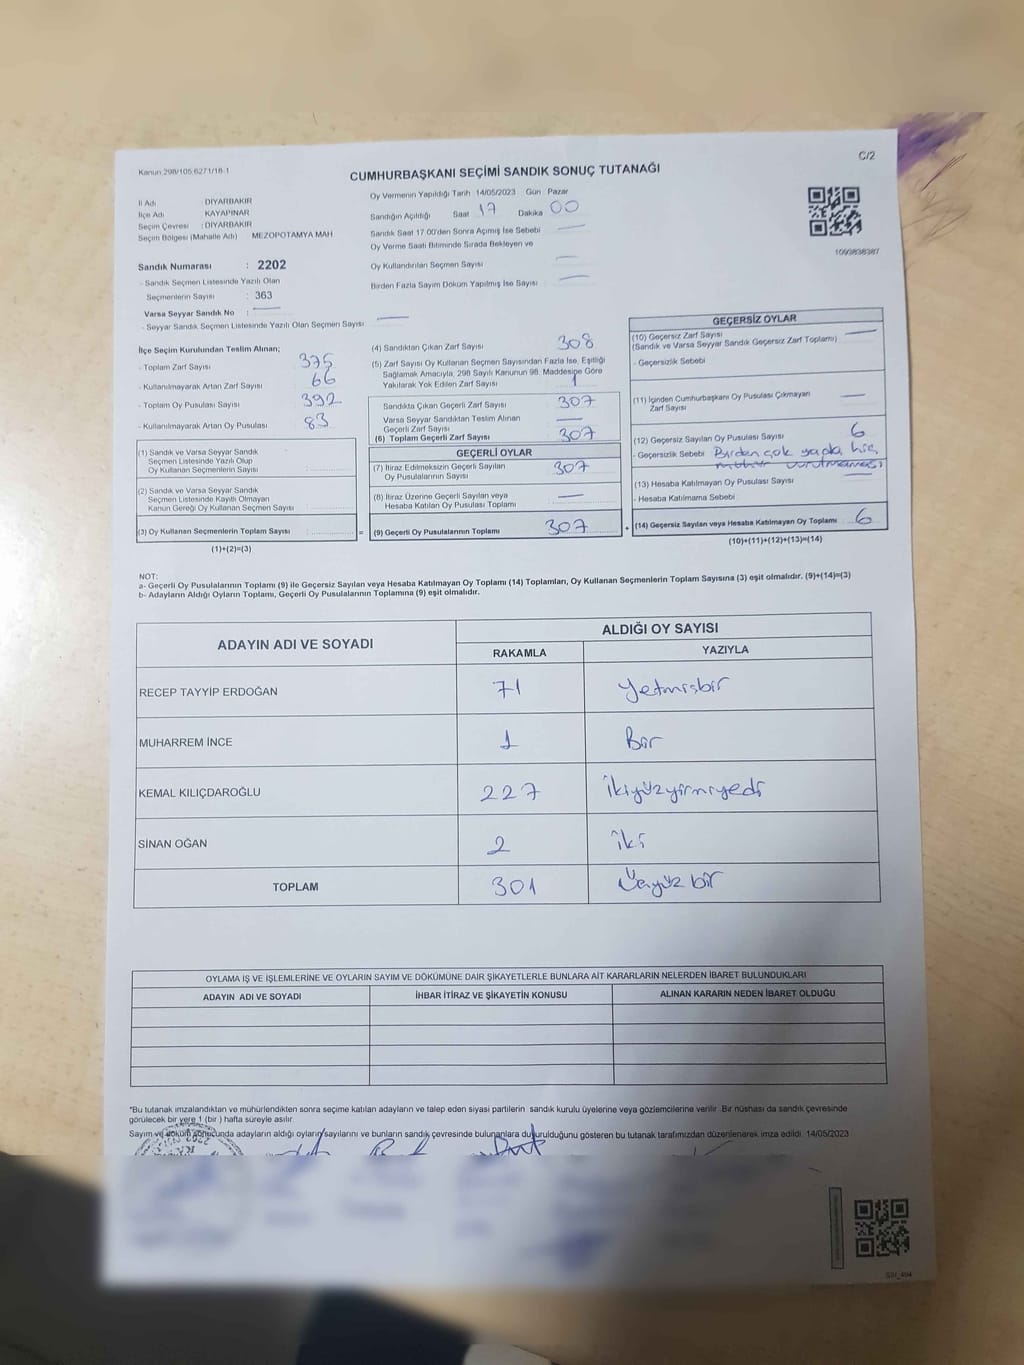 Kanun 298/105;6271/18-1
C/2
CUMHURBAŞKANI SEÇİMİ SANDIK SONUÇ TUTANAĞI
İl Adı : DİYARBAKIR
İlçe Adı : KAYAPINAR
Seçim Çevresi : DİYARBAKIR
Seçim Bölgesi (Mahalle Adı) : MEZOPOTAMYA MAH
Sandık Numarası : 2202
- Sandık Seçmen Listesinde Yazılı Olan
Seçmenlerin Sayısı : 363
Varsa Seyyar Sandık No :
- Seyyar Sandık Seçmen Listesinde Yazılı Olan Seçmen Sayısı
Oy Vermenin Yapıldığı Tarih 14/05/2023 Gün Pazar
Sandığın Açıldığı Saat 17 Dakika 00
Sandık Saat 17.00'den Sonra Açımış İse Sebebi
Oy Verme Saati Bitiminde Sırada Bekleyen ve
Oy Kullandırılan Seçmen Sayısı
Birden Fazla Sayım Döküm Yapılmış İse Sayısı
1093838387
İlçe Seçim Kurulundan Teslim Alınan;
- Toplam Zarf Sayısı 375
- Kullanılmayarak Artan Zarf Sayısı 66
- Toplam Oy Pusulası Sayısı 392
- Kullanılmayarak Artan Oy Pusulası 83
(1) Sandık ve Varsa Seyyar Sandık
Seçmen Listesinde Yazılı Olup
Oy Kullanan Seçmenlerin Sayısı :
(2) Sandık ve Varsa Seyyar Sandık
Seçmen Listesinde Kayıtlı Olmayan
Kanun Gereği Oy Kullanan Seçmen Sayısı :
(3) Oy Kullanan Seçmenlerin Toplam Sayısı : =
(1)+(2)=(3)
(4) Sandıktan Çıkan Zarf Sayısı 308
(5) Zarf Sayısı Oy Kullanan Seçmen Sayısından Fazla İse, Eşitliği
Sağlamak Amacıyla, 298 Sayılı Kanunun 98. Maddesine Göre
Yakılarak Yok Edilen Zarf Sayısı 1
Sandıkta Çıkan Geçerli Zarf Sayısı 307
Varsa Seyyar Sandıktan Teslim Alınan
Geçerli Zarf Sayısı
(6) Toplam Geçerli Zarf Sayısı 307
GEÇERLİ OYLAR
(7) İtiraz Edilmeksizin Geçerli Sayılan
Oy Pusulalarının Sayısı 307
(8) İtiraz Üzerine Geçerli Sayılan veya
Hesaba Katılan Oy Pusulası Toplamı
(9) Geçerli Oy Pusulalarının Toplamı 307 +
GEÇERSİZ OYLAR
(10) Geçersiz Zarf Sayısı
(Sandık ve Varsa Seyyar Sandık Geçersiz Zarf Toplamı)
- Geçersizlik Sebebi
(11) İçinden Cumhurbaşkanı Oy Pusulası Çıkmayan
Zarf Sayısı
(12) Geçersiz Sayılan Oy Pusulası Sayısı 6
- Geçersizlik Sebebi Birden çok yada hiç
mühür vurulmaması
(13) Hesaba Katılmayan Oy Pusulası Sayısı
- Hesaba Katılmama Sebebi
(14) Geçersiz Sayılan veya Hesaba Katılmayan Oy Toplamı 6
(10)+(11)+(12)+(13)=(14)
NOT:
a- Geçerli Oy Pusulalarının Toplamı (9) ile Geçersiz Sayılan veya Hesaba Katılmayan Oy Toplamı (14) Toplamları, Oy Kullanan Seçmenlerin Toplam Sayısına (3) eşit olmalıdır. (9)+(14)=(3)
b- Adayların Aldığı Oyların Toplamı, Geçerli Oy Pusulalarının Toplamına (9) eşit olmalıdır.
ADAYIN ADI VE SOYADI
ALDIĞI OY SAYISI
RAKAMLA YAZIYLA
RECEP TAYYİP ERDOĞAN 71 Yetmişbir
MUHARREM İNCE 1 Bir
KEMAL KILIÇDAROĞLU 227 İkiyüzyirmiyedi
SİNAN OĞAN 2 İki
TOPLAM 301 Üçyüz bir
OYLAMA İŞ VE İŞLEMLERİNE VE OYLARIN SAYIM VE DÖKÜMÜNE DAİR ŞİKAYETLERLE BUNLARA AİT KARARLARIN NELERDEN İBARET BULUNDUKLARI
ADAYIN ADI VE SOYADI İHBAR İTİRAZ VE ŞİKAYETİN KONUSU ALINAN KARARIN NEDEN İBARET OLDUĞU
*Bu tutanak imzalandıktan ve mühürlendikten sonra seçime katılan adayların ve talep eden siyasi partilerin sandık kurulu üyelerine veya gözlemcilerine verilir. Bir nüshası da sandık çevresinde
görülecek bir yere 1 (bir) hafta süreyle asılır.
Sayım ve döküm sonucunda adayların aldığı oyların sayılarını ve bunların sandık çevresinde bulunanlara duyurulduğunu gösteren bu tutanak tarafımızdan düzenlenerek imza edildi. 14/05/2023